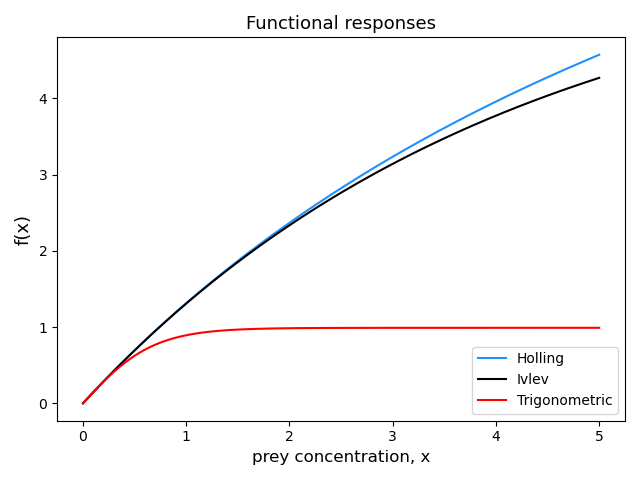 Functional responses
f(x)
4
3
2
1
0
0 1 2 3 4 5
prey concentration, x
Holling
Ivlev
Trigonometric